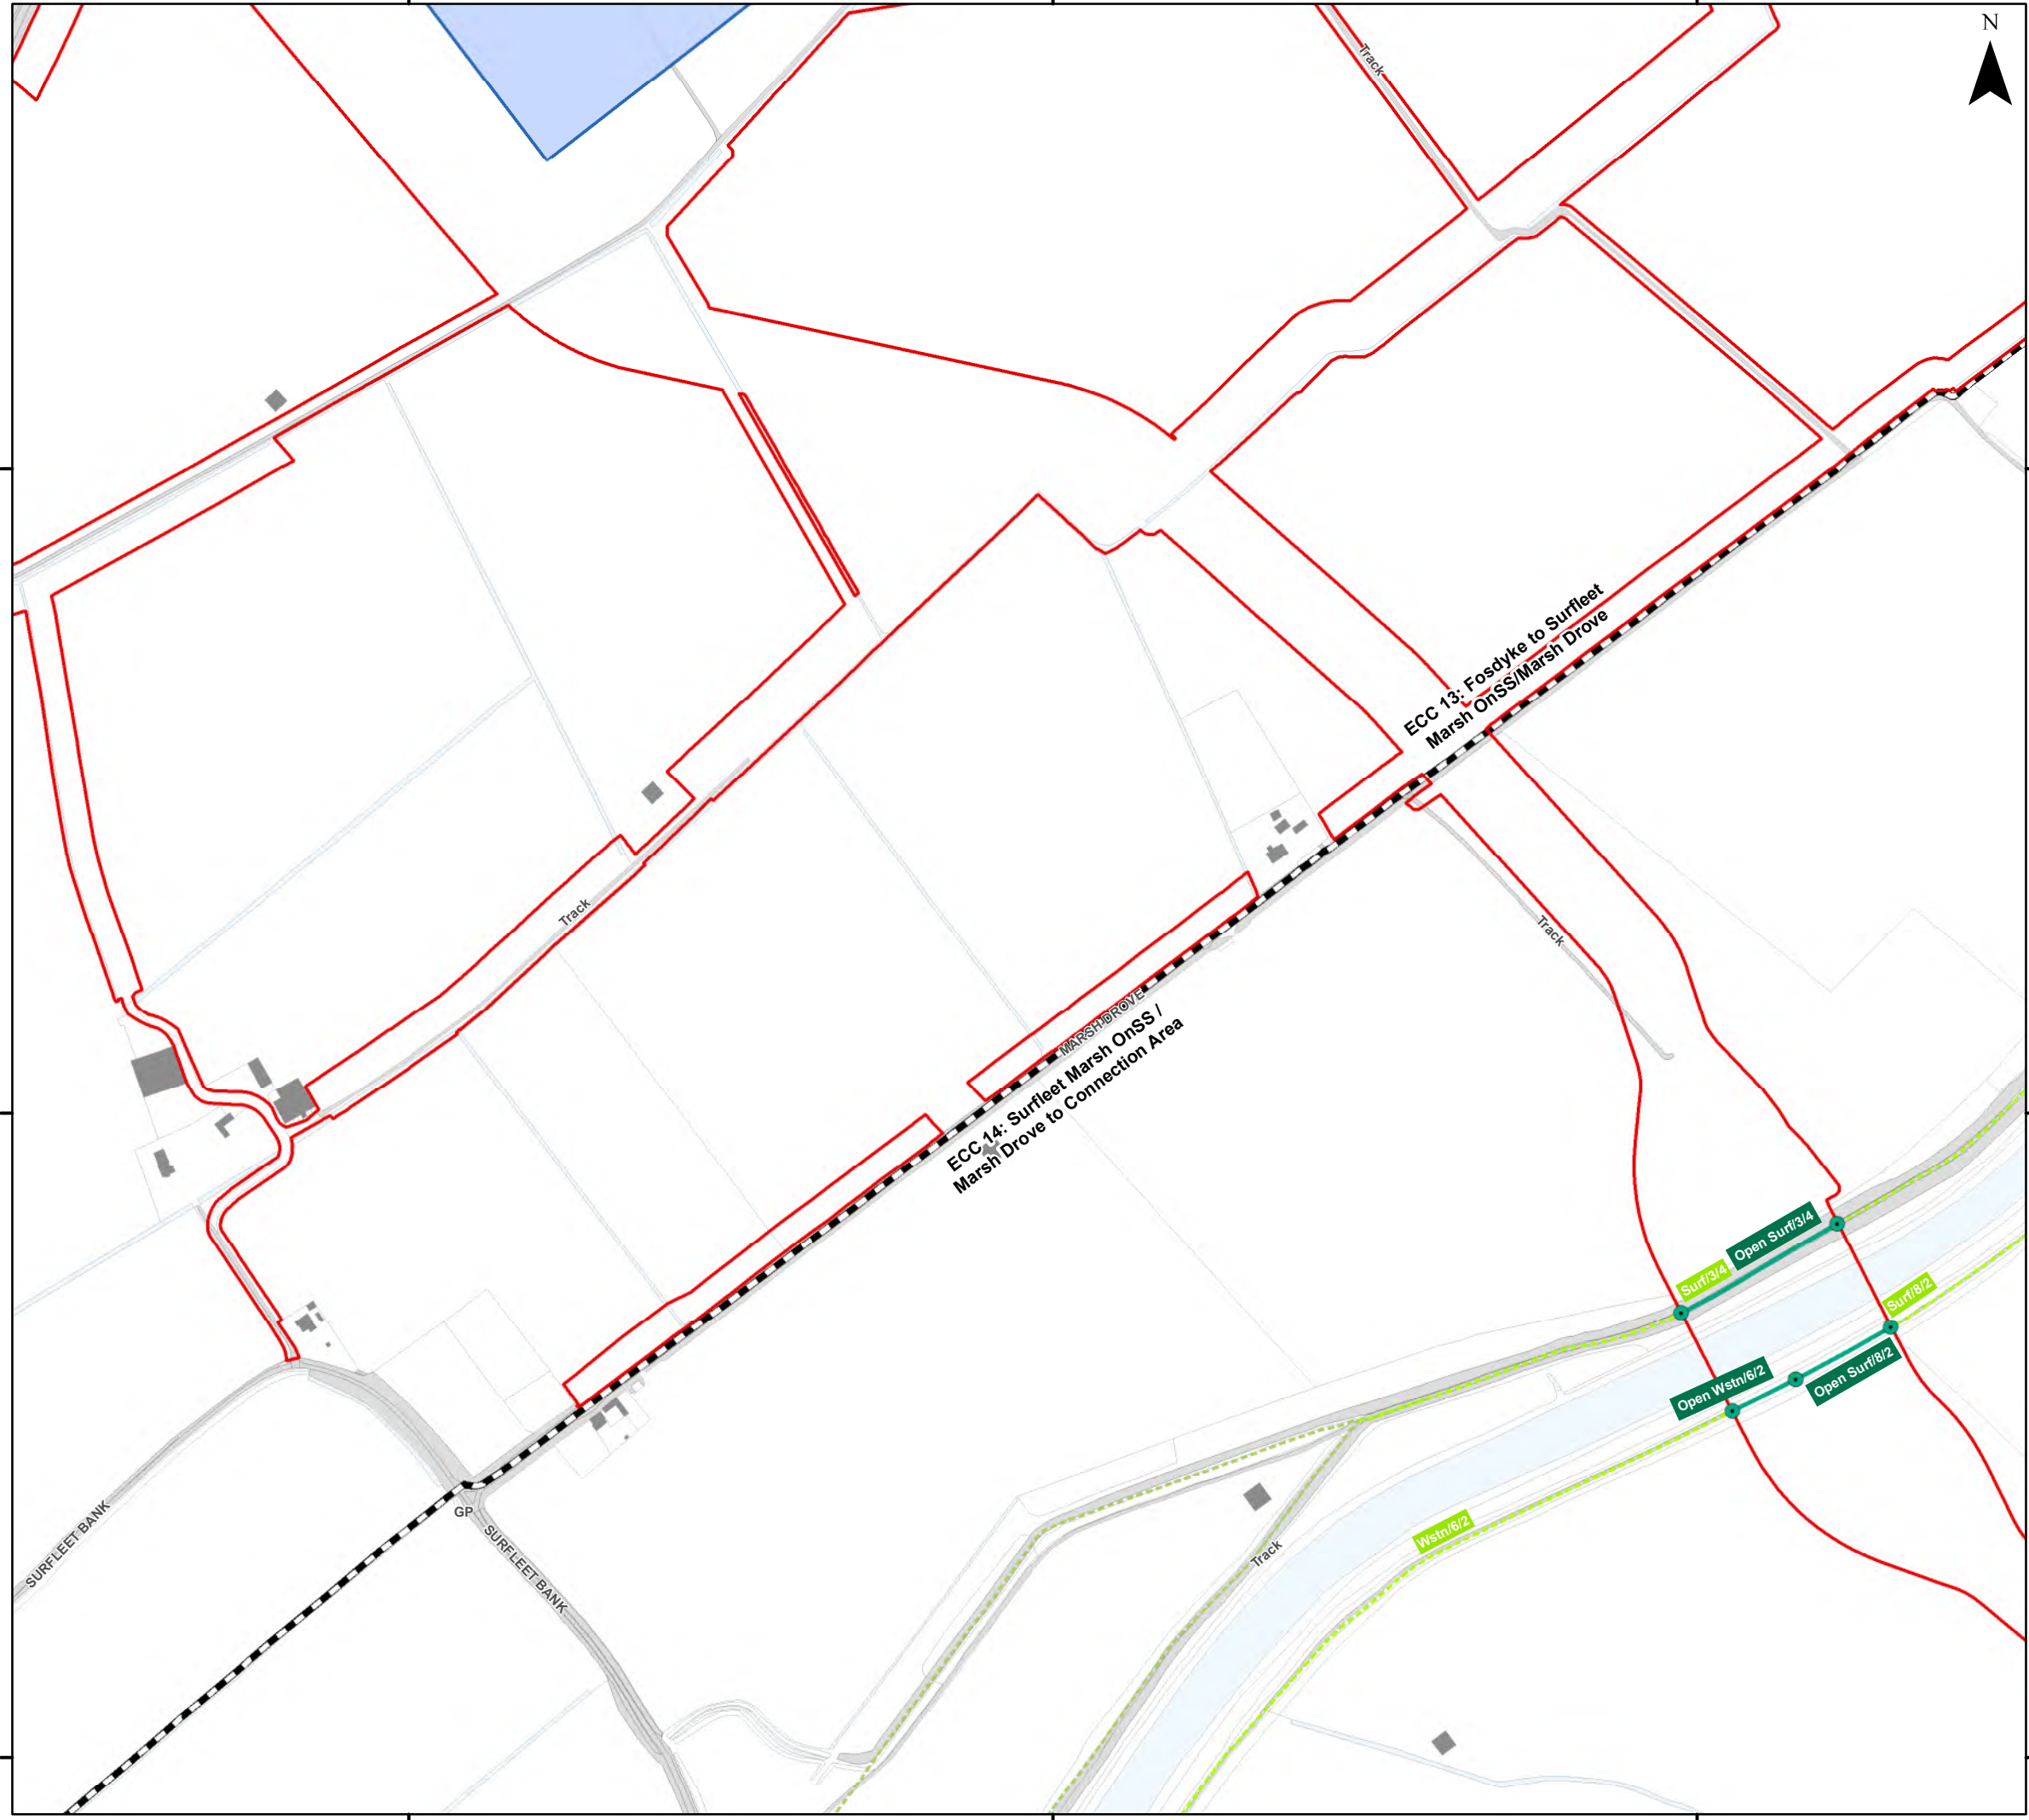 N
Track
ECC 13: Fosdyke to Surfleet
Marsh OnSS/Marsh Drove
Track
Track
MARSH DROVE
ECC 14: Surfleet Marsh OnSS /
Marsh Drove to Connection Area
Open Surf/3/4
Surf/3/4
Surf/8/2
Open Surf/8/2
Open Wstn/6/2
Wstn/6/2
Track
GP
SURFLEET BANK
SURFLEET BANK